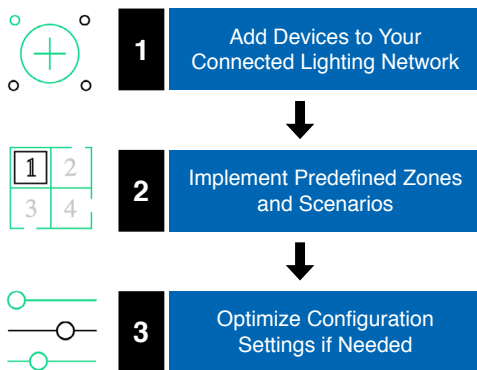 1
Add Devices to Your
Connected Lighting Network
1 2
3 4
2
Implement Predefined Zones
and Scenarios
3
Optimize Configuration
Settings if Needed